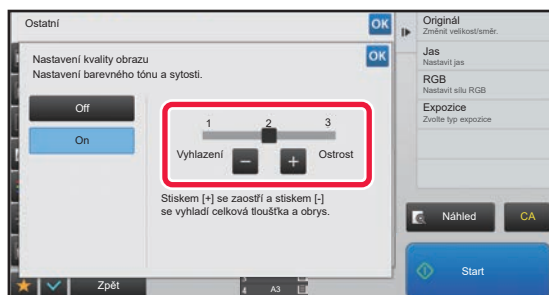 Ostatní
OK
Nastavení kvality obrazu
Nastavení barevného tónu a sytosti.
OK
Off
On
1 2 3
Vyhlazení - + Ostrost
Stiskem [+] se zaostří a stiskem [-]
se vyhladí celková tloušťka a obrys.
Zpět
A3
4
Originál
Změnit velikost/směr.
Jas
Nastavit jas
RGB
Nastavit sílu RGB
Expozice
Zvolte typ expozice
Náhled
CA
Start